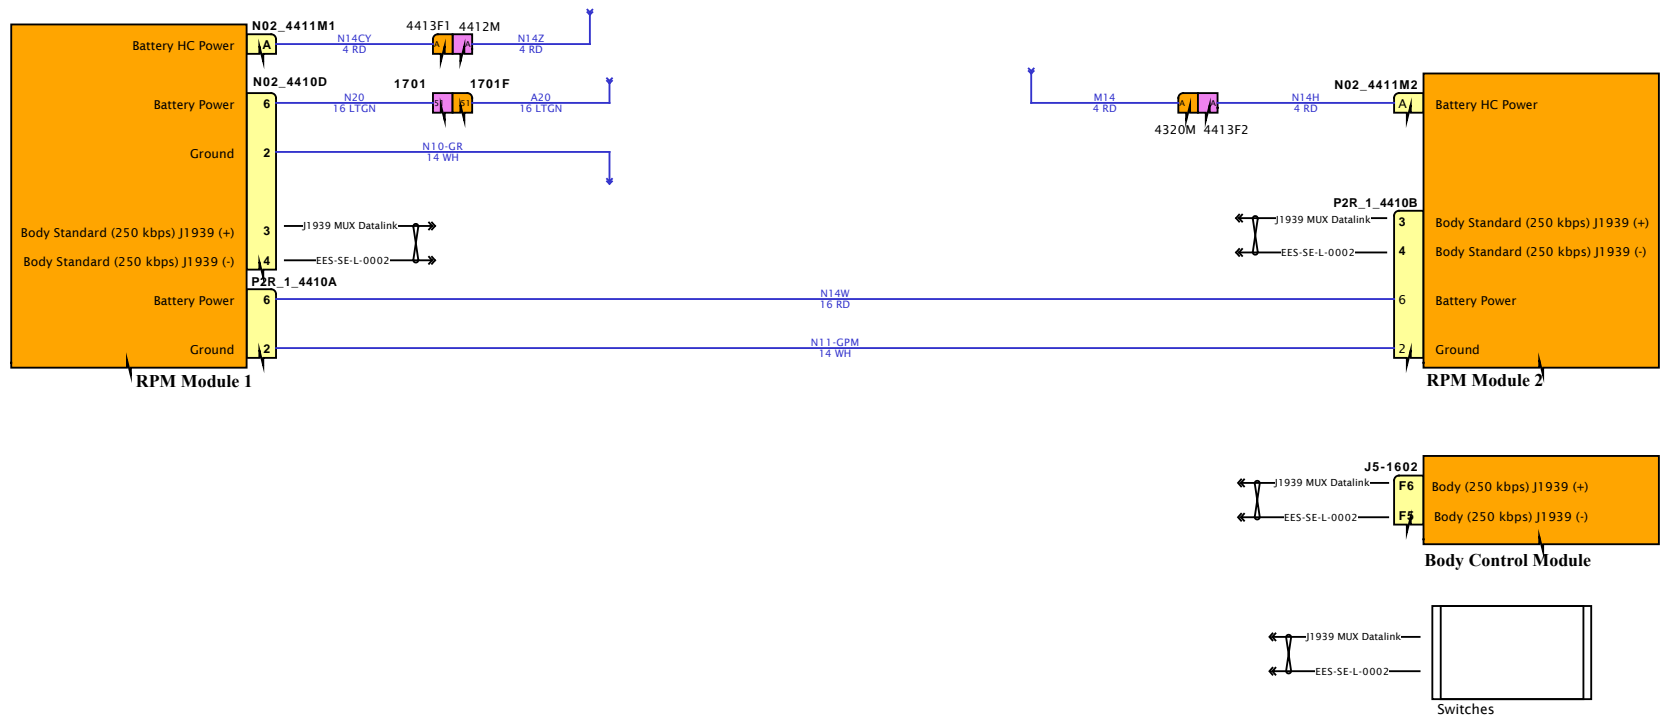 N02_4411M1
4413F1
4412M
Battery HC Power
A
N14CY
4 RD
A
A
N14Z
4 RD
N02_4410D
1701
1701F
Battery Power
6
N20
16 LTGN
51
51
A20
16 LTGN
Ground
2
N10-GR
14 WH
Body Standard (250 kbps) J1939 (+)
3
J1939 MUX Datalink
Body Standard (250 kbps) J1939 (-)
4
EES-SE-L-0002
P2R_1_4410A
Battery Power
6
N14W
16 RD
Ground
2
N11-GPM
14 WH
RPM Module 1
N02_4411M2
M14
4 RD
A
A
N14H
4 RD
A
Battery HC Power
4320M
4413F2
P2R_1_4410B
J1939 MUX Datalink
3
Body Standard (250 kbps) J1939 (+)
EES-SE-L-0002
4
Body Standard (250 kbps) J1939 (-)
6
Battery Power
2
Ground
RPM Module 2
J5-1602
J1939 MUX Datalink
F6
Body (250 kbps) J1939 (+)
EES-SE-L-0002
F5
Body (250 kbps) J1939 (-)
Body Control Module
J1939 MUX Datalink
EES-SE-L-0002
Switches